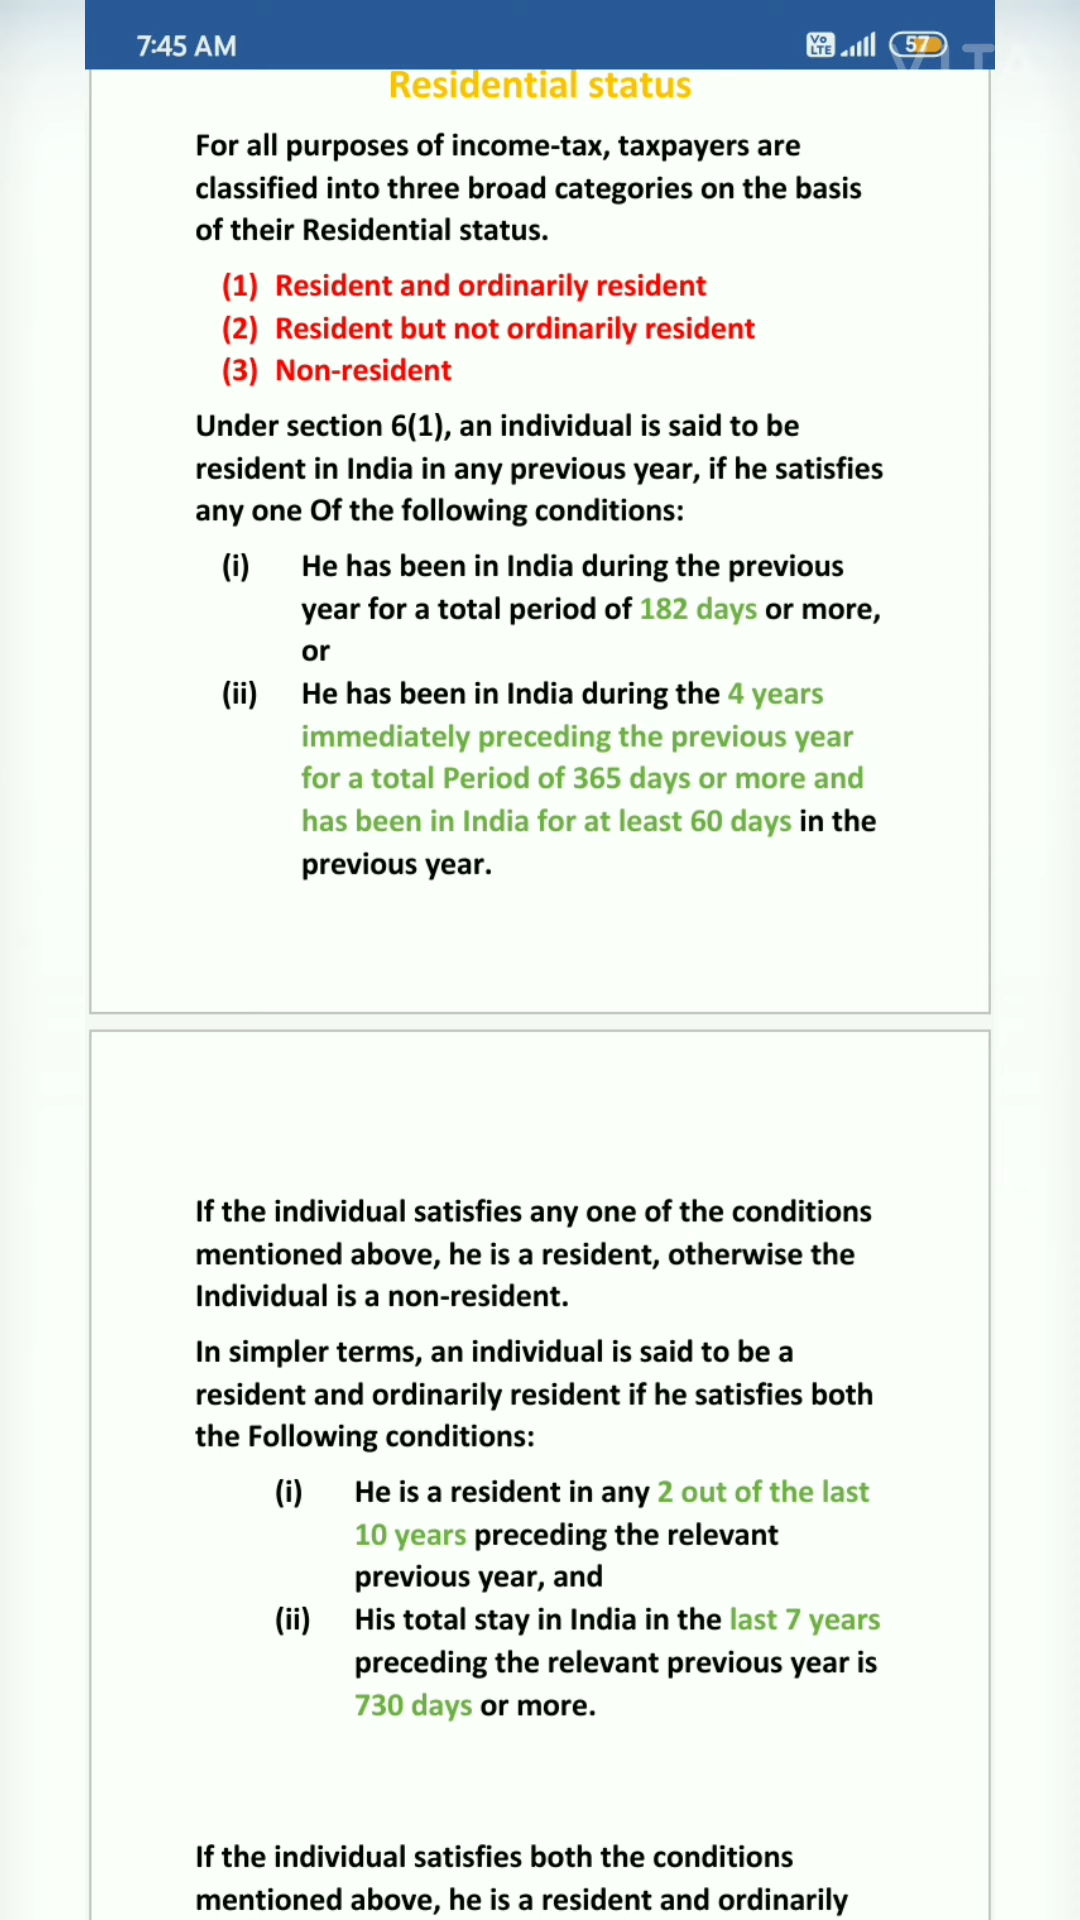 7:45 AM
Vo LTE
57
VITA
Residential status
For all purposes of income-tax, taxpayers are
classified into three broad categories on the basis
of their Residential status.
(1) Resident and ordinarily resident
(2) Resident but not ordinarily resident
(3) Non-resident
Under section 6(1), an individual is said to be
resident in India in any previous year, if he satisfies
any one Of the following conditions:
(i) He has been in India during the previous
year for a total period of 182 days or more,
or
(ii) He has been in India during the 4 years
immediately preceding the previous year
for a total Period of 365 days or more and
has been in India for at least 60 days in the
previous year.
If the individual satisfies any one of the conditions
mentioned above, he is a resident, otherwise the
Individual is a non-resident.
In simpler terms, an individual is said to be a
resident and ordinarily resident if he satisfies both
the Following conditions:
(i) He is a resident in any 2 out of the last
10 years preceding the relevant
previous year, and
(ii) His total stay in India in the last 7 years
preceding the relevant previous year is
730 days or more.
If the individual satisfies both the conditions
mentioned above, he is a resident and ordinarily